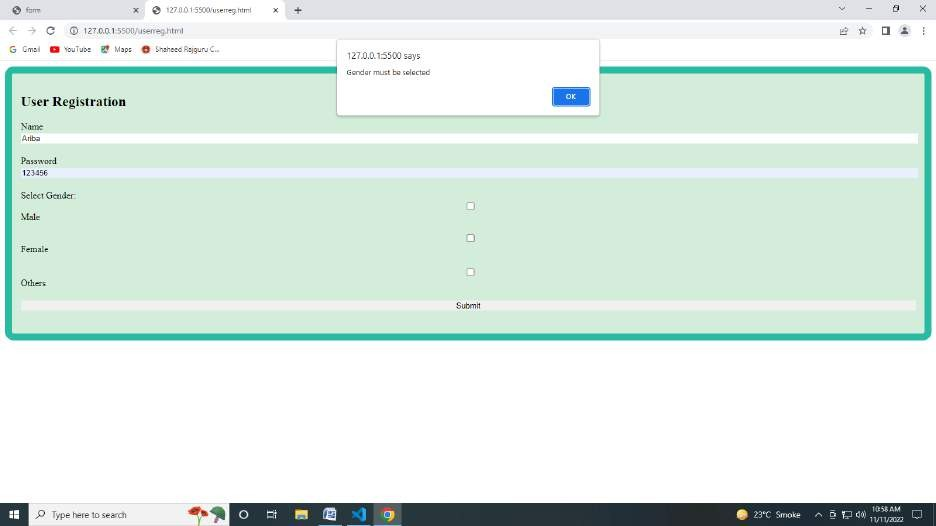 form
127.0.0.1:5500/userreg.html
127.0.0.1:5500/userreg.html
Gmail YouTube Maps Shaheed Rajguru C...
127.0.0.1:5500 says
Gender must be selected
OK
User Registration
Name
Ariba
Password
123456
Select Gender:
Male
Female
Others
Submit
Type here to search
23°C Smoke
10:58 AM
11/11/2022